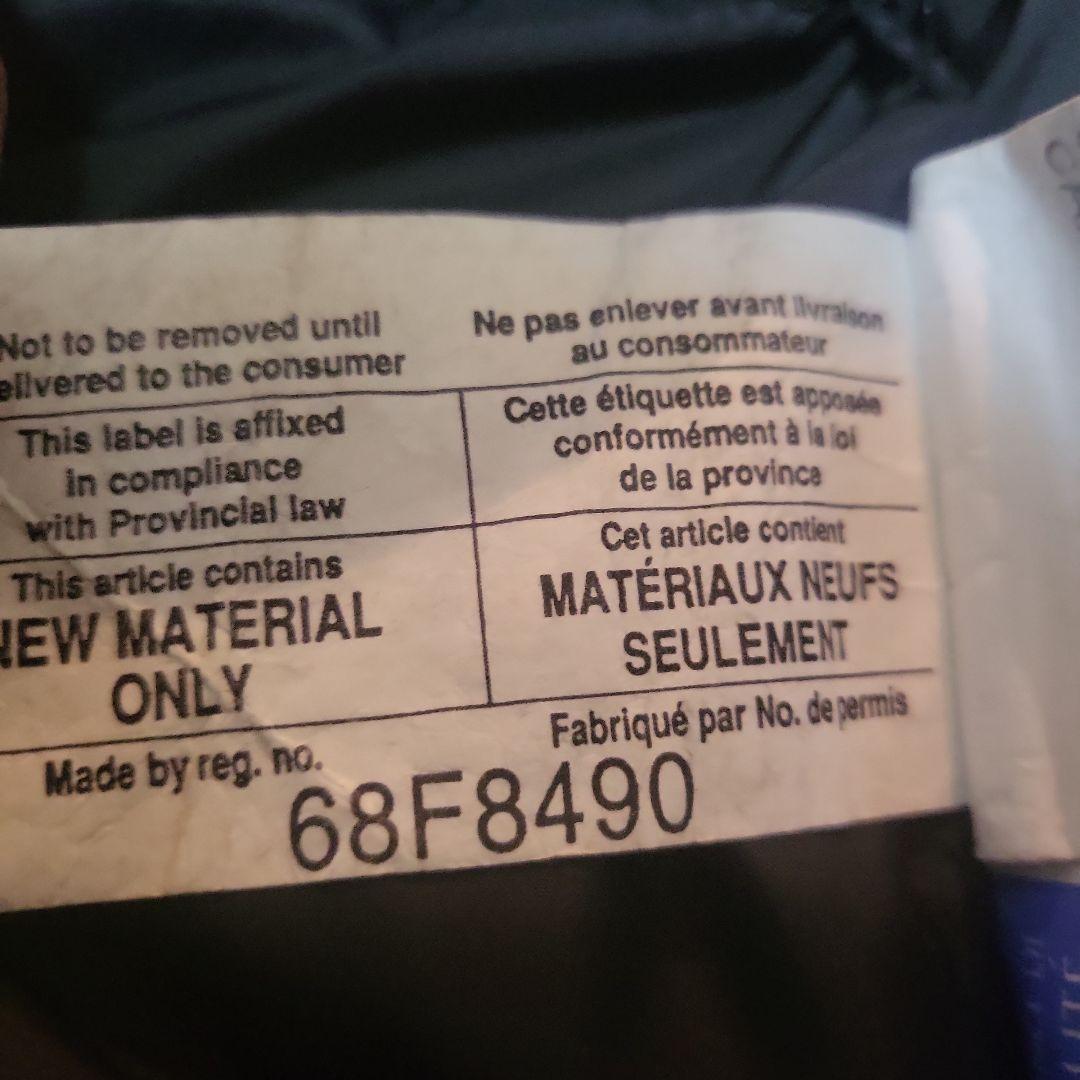 Not to be removed until
delivered to the consumer
Ne pas enlever avant livraison
au consommateur
This label is affixed
in compliance
with Provincial law
Cette étiquette est apposée
conformément à la loi
de la province
This article contains
NEW MATERIAL
ONLY
Cet article contient
MATÉRIAUX NEUFS
SEULEMENT
Made by reg. no.
Fabriqué par No. de permis
68F8490